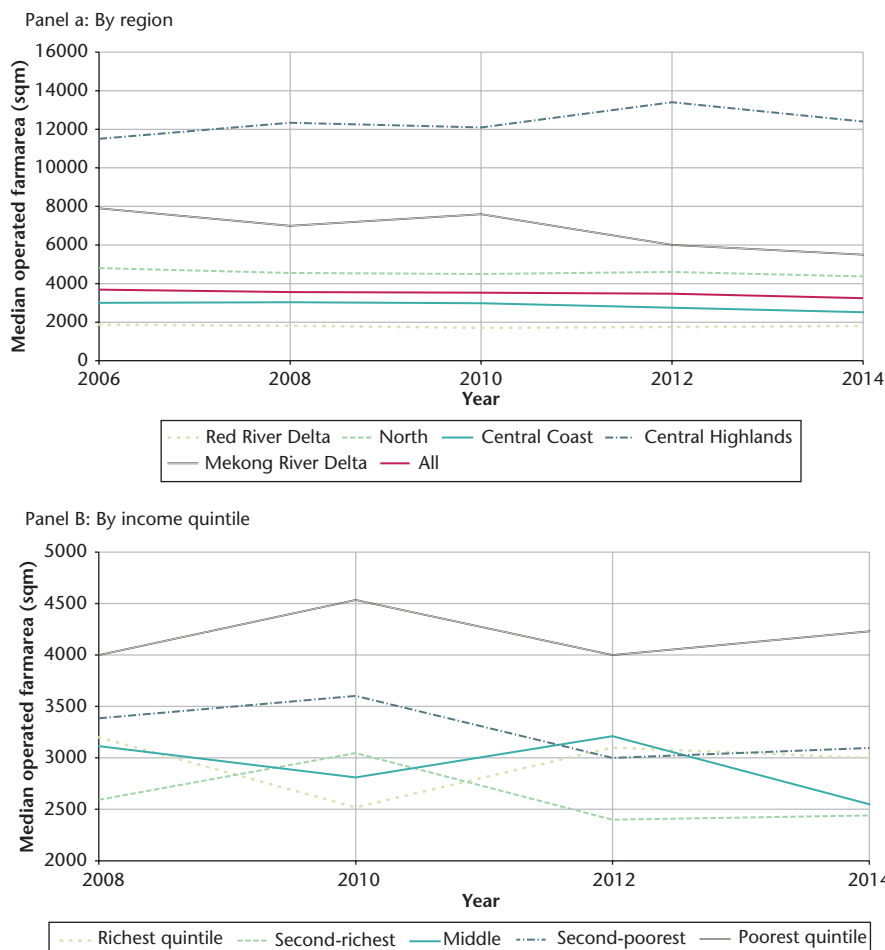 Panel a: By region
Median operated farmarea (sqm)
16000
14000
12000
10000
8000
6000
4000
2000
0
2006 2008 2010 2012 2014
Year
Red River Delta North Central Coast Central Highlands
Mekong River Delta All
Panel B: By income quintile
Median operated farmarea (sqm)
5000
4500
4000
3500
3000
2500
2000
2008 2010 2012 2014
Year
Richest quintile Second-richest Middle Second-poorest Poorest quintile